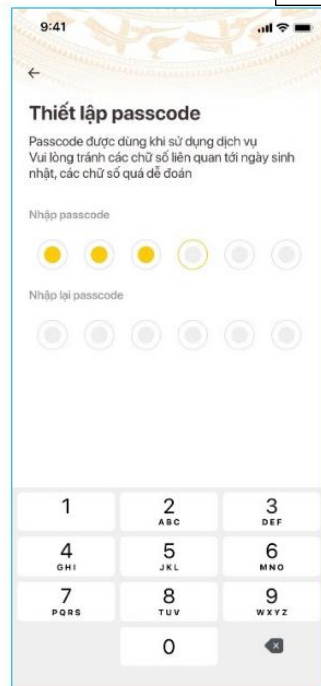 9:41
Thiết lập passcode
Passcode được dùng khi sử dụng dịch vụ
Vui lòng tránh các chữ số liên quan tới ngày sinh
nhật, các chữ số quá dễ đoán
Nhập passcode
Nhập lại passcode
1 2 3
ABC DEF
4 5 6
GHI JKL MNO
7 8 9
PQRS TUV WXYZ
0